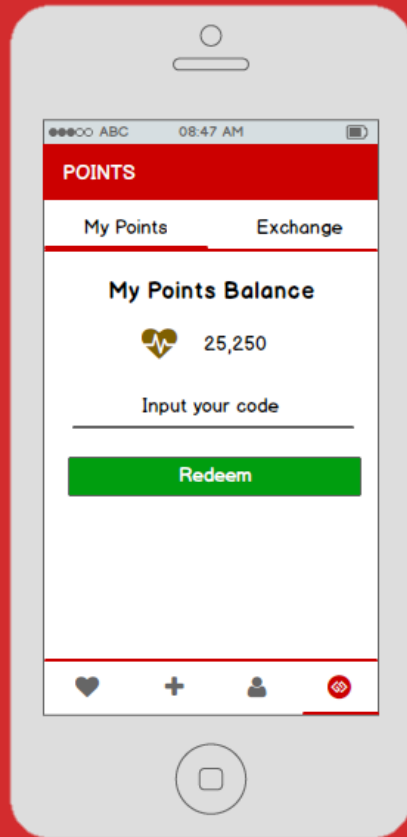 ABC 08:47 AM
POINTS
My Points Exchange
My Points Balance
25,250
Input your code
Redeem